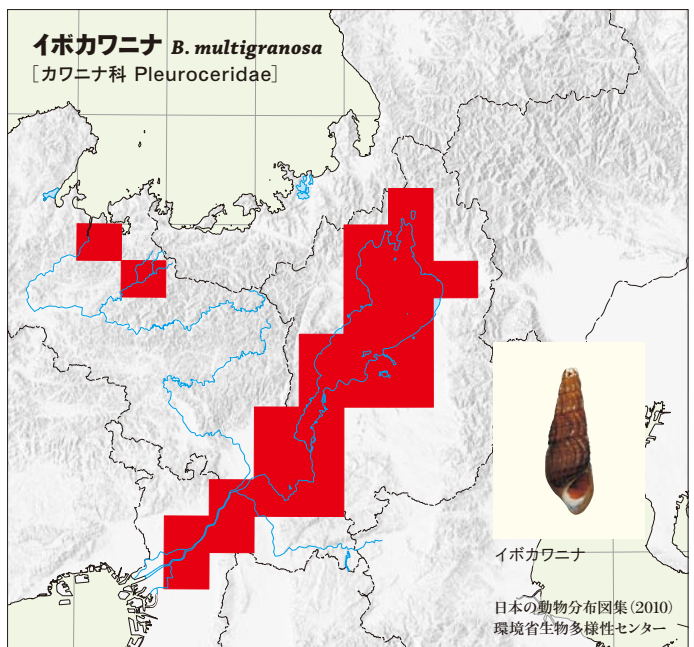 イボカワニナ B. multigranosa
[カワニナ科 Pleuroceridae]
イボカワニナ
日本の動物分布図集(2010)
環境省生物多様性センター